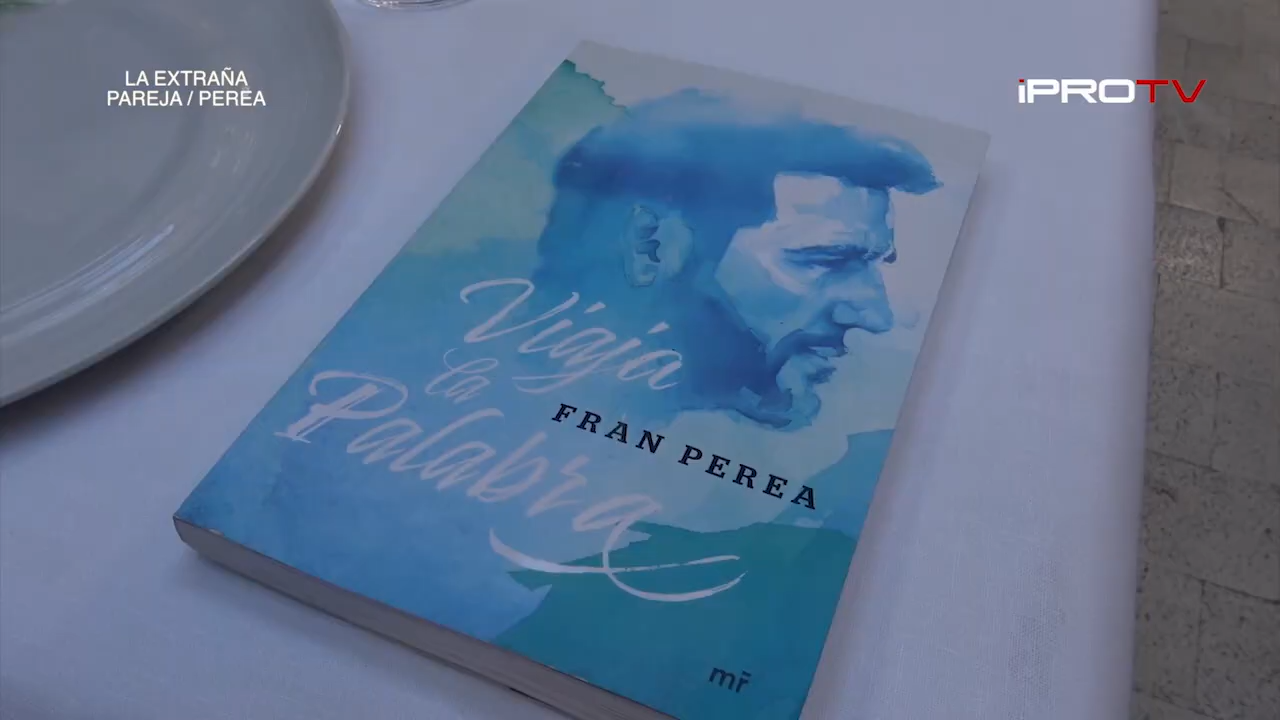 LA EXTRAÑA
PAREJA / PEREA
iPROTV
Viaja
la
Palabra
FRAN PEREA
mr̃